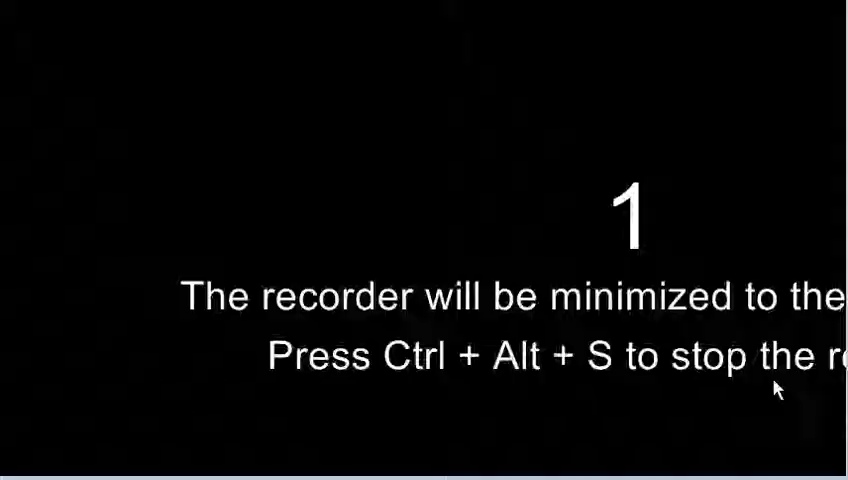 1
The recorder will be minimized to the
Press Ctrl + Alt + S to stop the